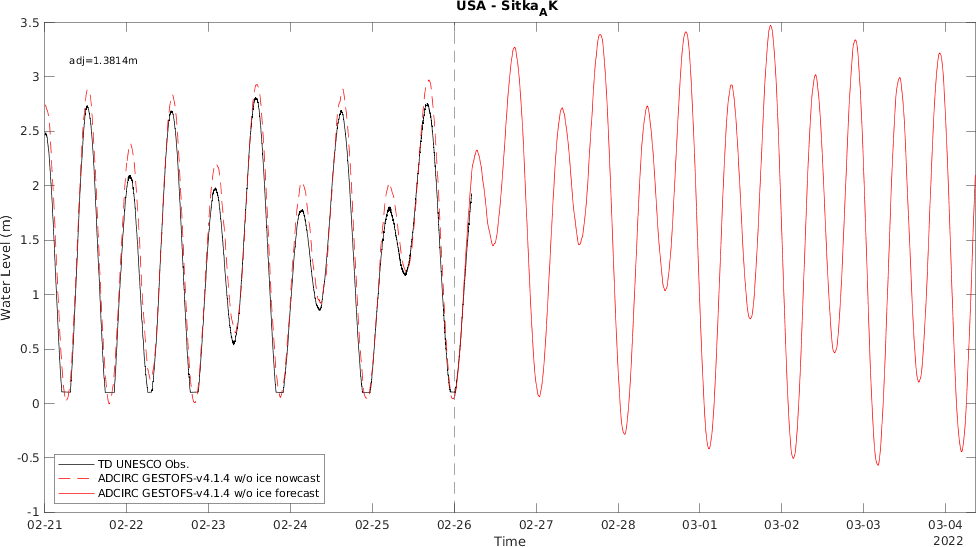 USA - Sitka_AK
3.5
adj=1.3814m
3
2.5
2
1.5
1
0.5
0
-0.5
-1
Water Level (m)
TD UNESCO Obs.
ADCIRC GESTOFS-v4.1.4 w/o ice nowcast
ADCIRC GESTOFS-v4.1.4 w/o ice forecast
02-21 02-22 02-23 02-24 02-25 02-26 02-27 02-28 03-01 03-02 03-03 03-04
Time
2022